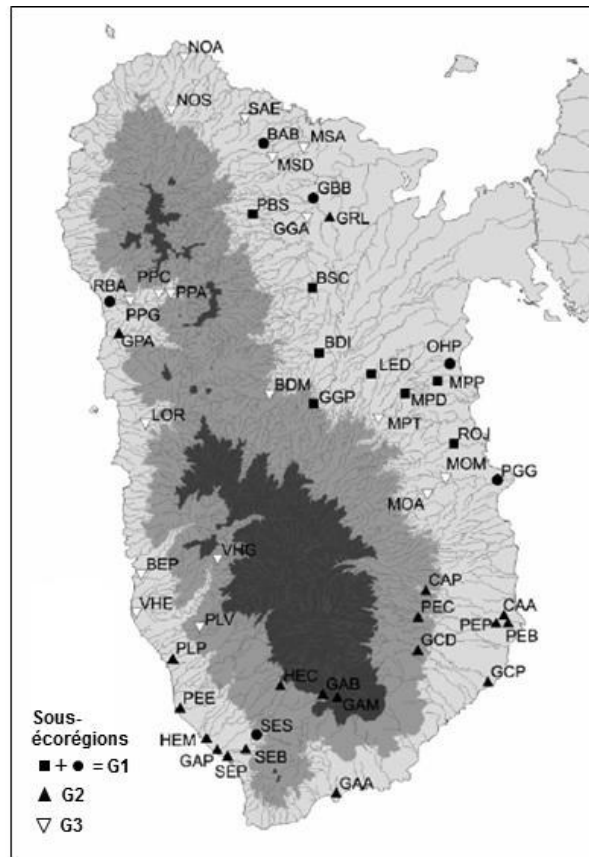 NOA
NOS
SAE
BAB
MSA
MSD
GBB
PBS
GGA
GRL
BSC
PPC
RBA
PPA
PPG
GPA
BDI
OHP
LED
BDM
MPP
GGP
MPD
LOR
MPT
ROJ
MOM
PGG
MOA
VHG
BEP
CAP
VHE
PEC
CAA
PLV
PEP
PEB
GCD
PLP
HEC
GAB
GCP
GAM
PEE
SES
HEM
GAP
SEB
SEP
GAA
Sous-
écorégions
+ = G1
G2
G3